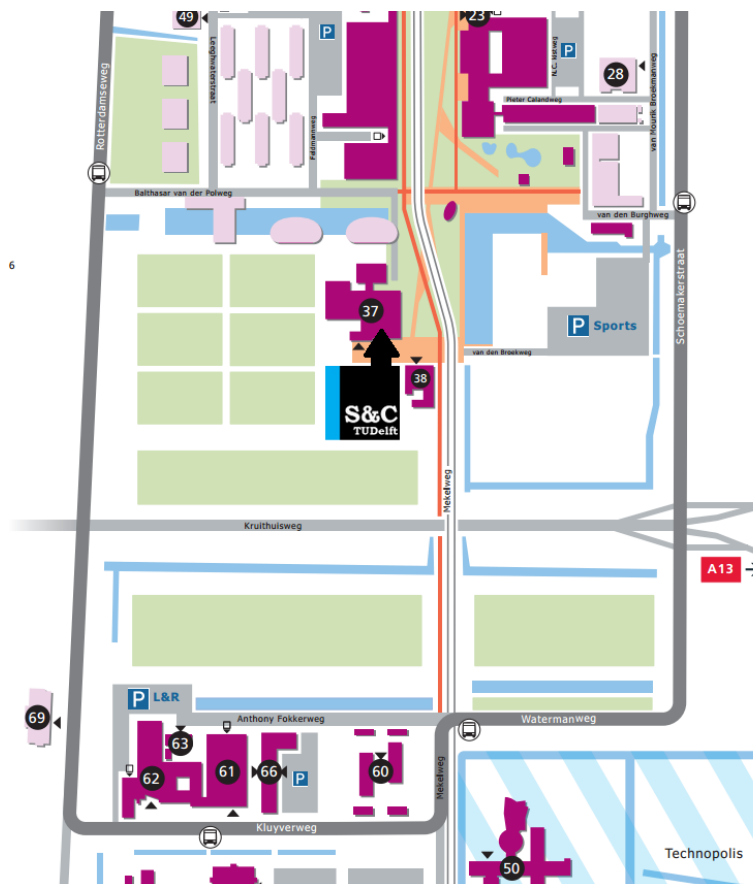 49
23
P
P
28
Leeghwaterstraat
Feldmannweg
N.C. kistweg
Pieter Calandweg
van Mourik Broekmanweg
Rotterdamseweg
Balthasar van der Polweg
van den Burghweg
Schoemakerstraat
6
37
P Sports
van den Broekweg
38
S&C
TUDelft
Mekelweg
Kruithuisweg
A13
P L&R
69
Anthony Fokkerweg
Watermanweg
63
62
61
66
P
60
Mekelweg
Kluyverweg
50
Technopolis